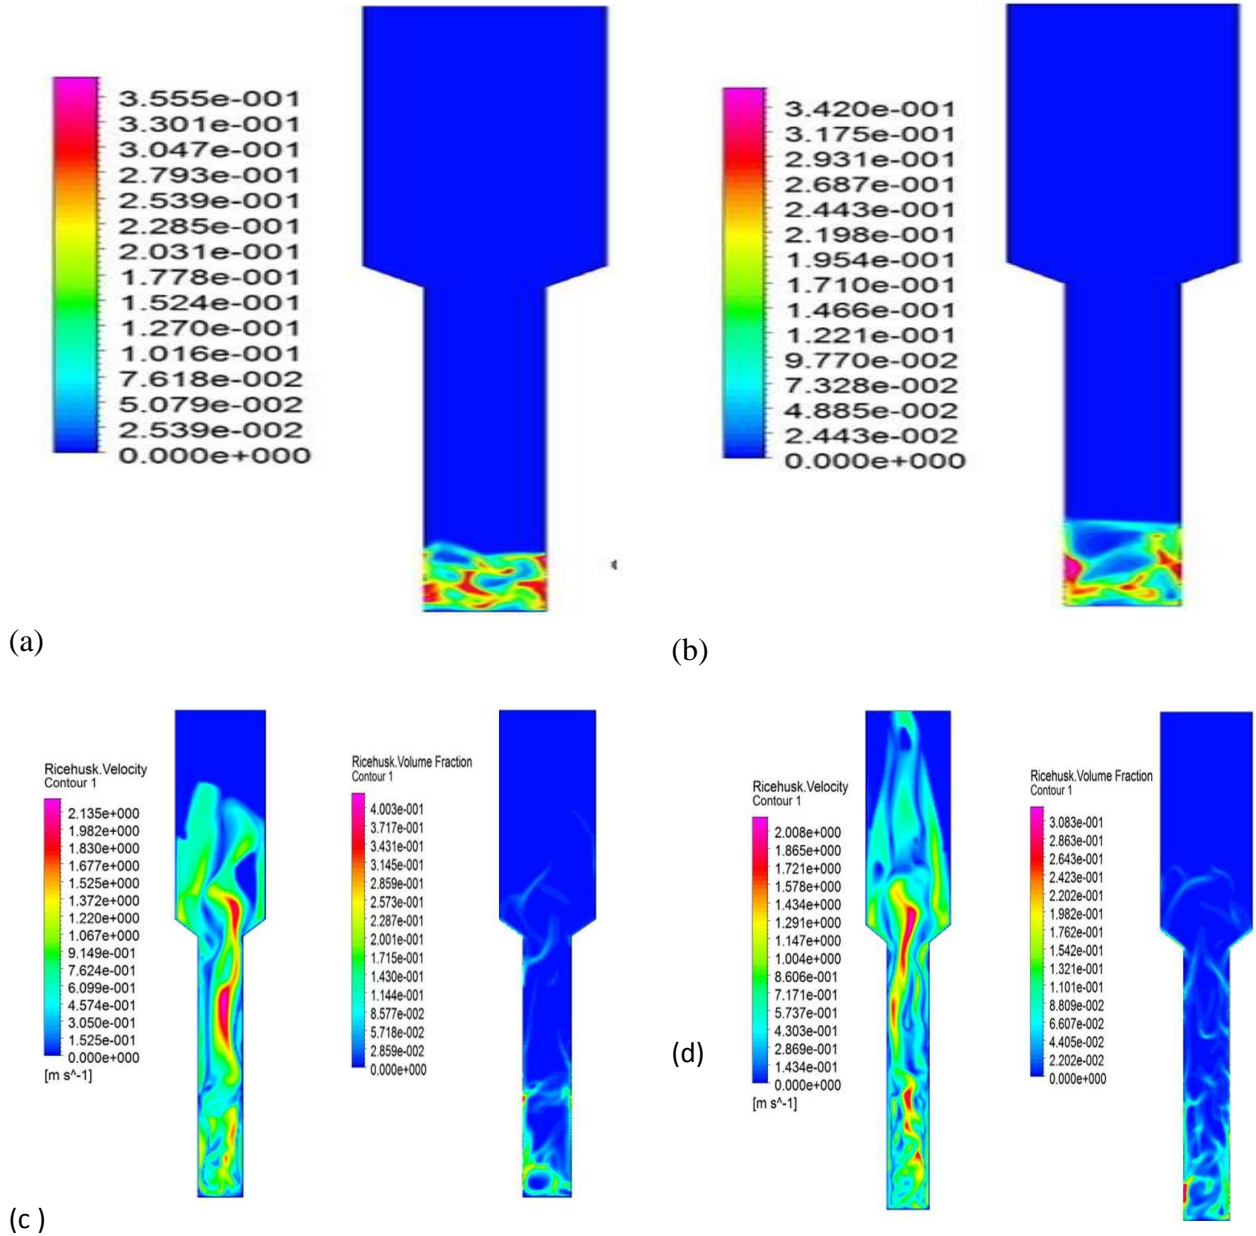 3.555e-001
3.301e-001
3.047e-001
2.793e-001
2.539e-001
2.285e-001
2.031e-001
1.778e-001
1.524e-001
1.270e-001
1.016e-001
7.618e-002
5.079e-002
2.539e-002
0.000e+000
(a)
3.420e-001
3.175e-001
2.931e-001
2.687e-001
2.443e-001
2.198e-001
1.954e-001
1.710e-001
1.466e-001
1.221e-001
9.770e-002
7.328e-002
4.885e-002
2.443e-002
0.000e+000
(b)
Ricehusk.Velocity
Contour 1
2.135e+000
1.982e+000
1.830e+000
1.677e+000
1.525e+000
1.372e+000
1.220e+000
1.067e+000
9.149e-001
7.624e-001
6.099e-001
4.574e-001
3.050e-001
1.525e-001
0.000e+000
[m s^-1]
Ricehusk.Volume Fraction
Contour 1
4.003e-001
3.717e-001
3.431e-001
3.145e-001
2.859e-001
2.573e-001
2.287e-001
2.001e-001
1.715e-001
1.430e-001
1.144e-001
8.577e-002
5.718e-002
2.859e-002
0.000e+000
(c )
Ricehusk.Velocity
Contour 1
2.008e+000
1.865e+000
1.721e+000
1.578e+000
1.434e+000
1.291e+000
1.147e+000
1.004e+000
8.606e-001
7.171e-001
5.737e-001
4.303e-001
2.869e-001
1.434e-001
0.000e+000
[m s^-1]
(d)
Ricehusk.Volume Fraction
Contour 1
3.083e-001
2.863e-001
2.643e-001
2.423e-001
2.202e-001
1.982e-001
1.762e-001
1.542e-001
1.321e-001
1.101e-001
8.809e-002
6.607e-002
4.405e-002
2.202e-002
0.000e+000